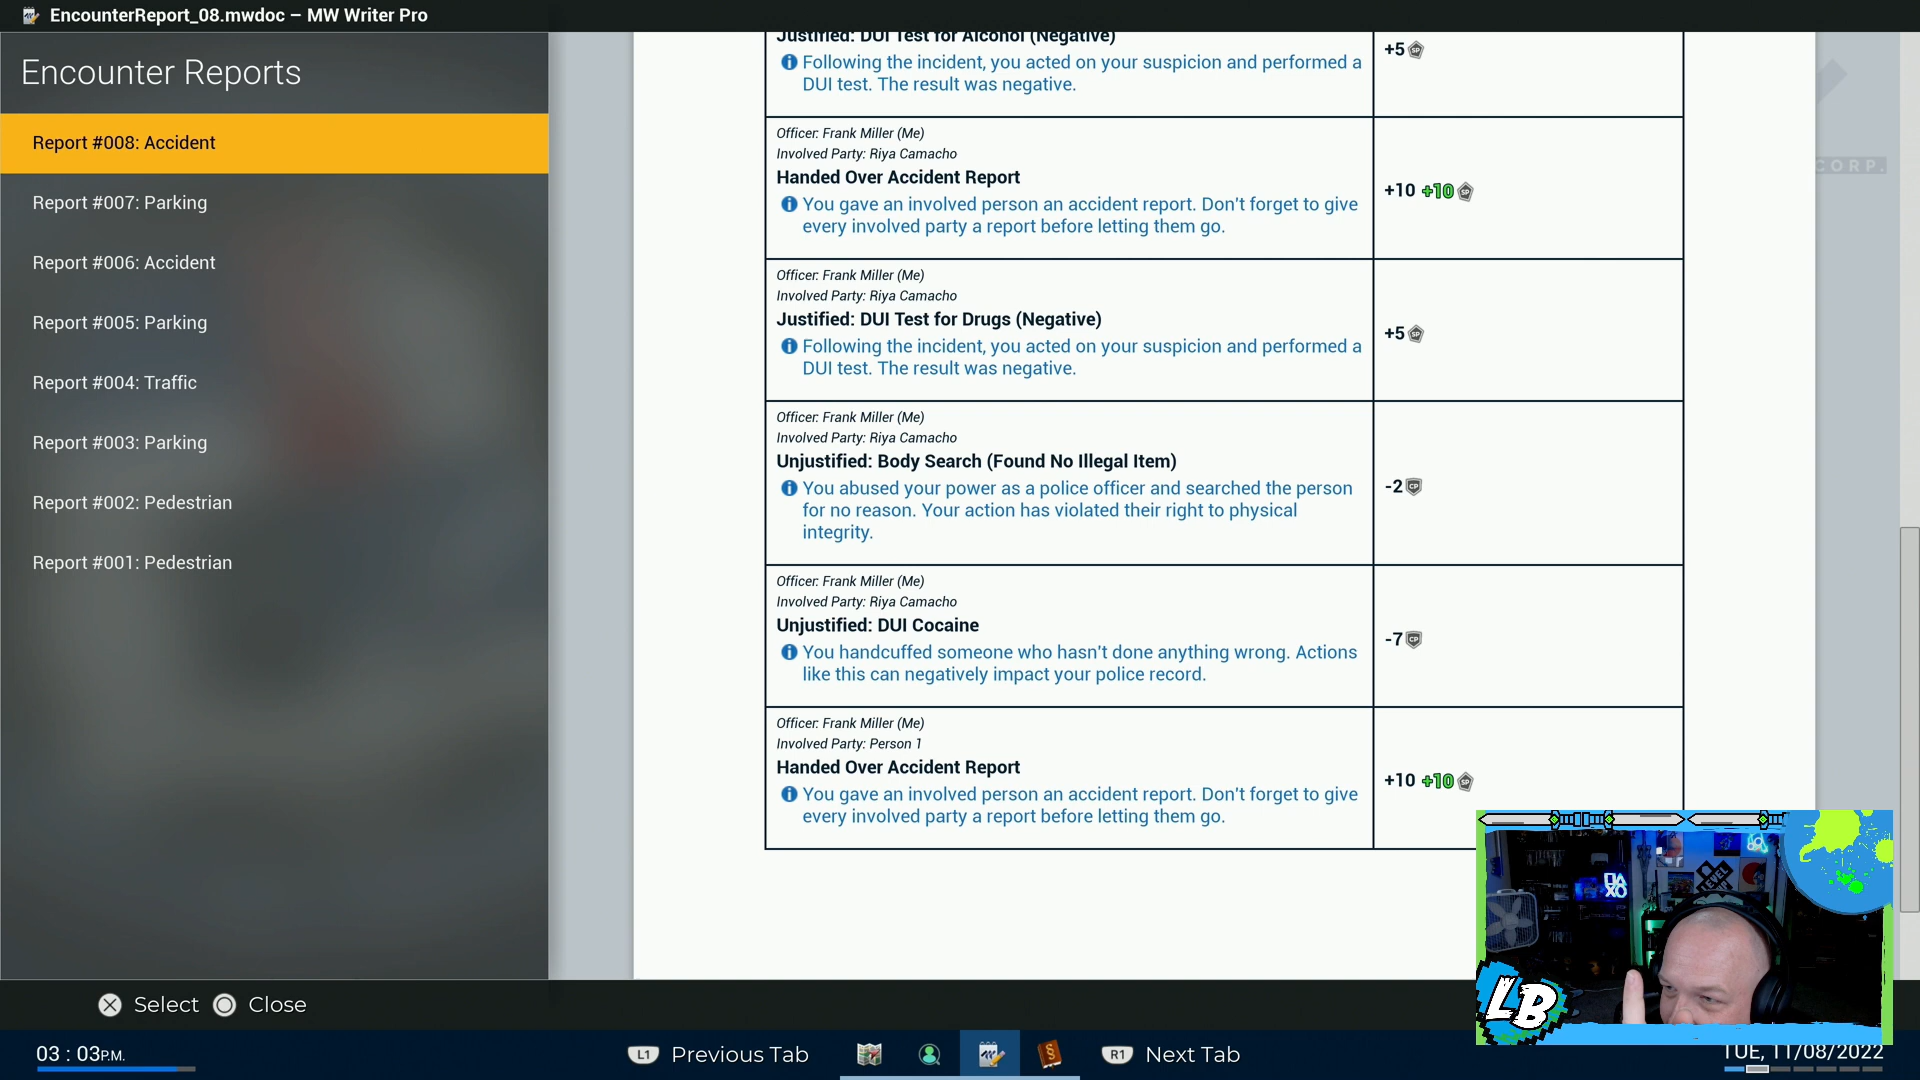 EncounterReport_08.mwdoc – MW Writer Pro
Encounter Reports
Report #008: Accident
Report #007: Parking
Report #006: Accident
Report #005: Parking
Report #004: Traffic
Report #003: Parking
Report #002: Pedestrian
Report #001: Pedestrian
Justified: DUI Test for Alcohol (Negative)
Following the incident, you acted on your suspicion and performed a
DUI test. The result was negative.
+5 SP
Officer: Frank Miller (Me)
Involved Party: Riya Camacho
Handed Over Accident Report
You gave an involved person an accident report. Don't forget to give
every involved party a report before letting them go.
+10 +10 SP
Officer: Frank Miller (Me)
Involved Party: Riya Camacho
Justified: DUI Test for Drugs (Negative)
Following the incident, you acted on your suspicion and performed a
DUI test. The result was negative.
+5 SP
Officer: Frank Miller (Me)
Involved Party: Riya Camacho
Unjustified: Body Search (Found No Illegal Item)
You abused your power as a police officer and searched the person
for no reason. Your action has violated their right to physical
integrity.
-2 CP
Officer: Frank Miller (Me)
Involved Party: Riya Camacho
Unjustified: DUI Cocaine
You handcuffed someone who hasn't done anything wrong. Actions
like this can negatively impact your police record.
-7 CP
Officer: Frank Miller (Me)
Involved Party: Person 1
Handed Over Accident Report
You gave an involved person an accident report. Don't forget to give
every involved party a report before letting them go.
+10 +10 SP
CORP.
LB
Select Close
03 : 03 P.M.
L1 Previous Tab
R1 Next Tab
TUE, 11/08/2022